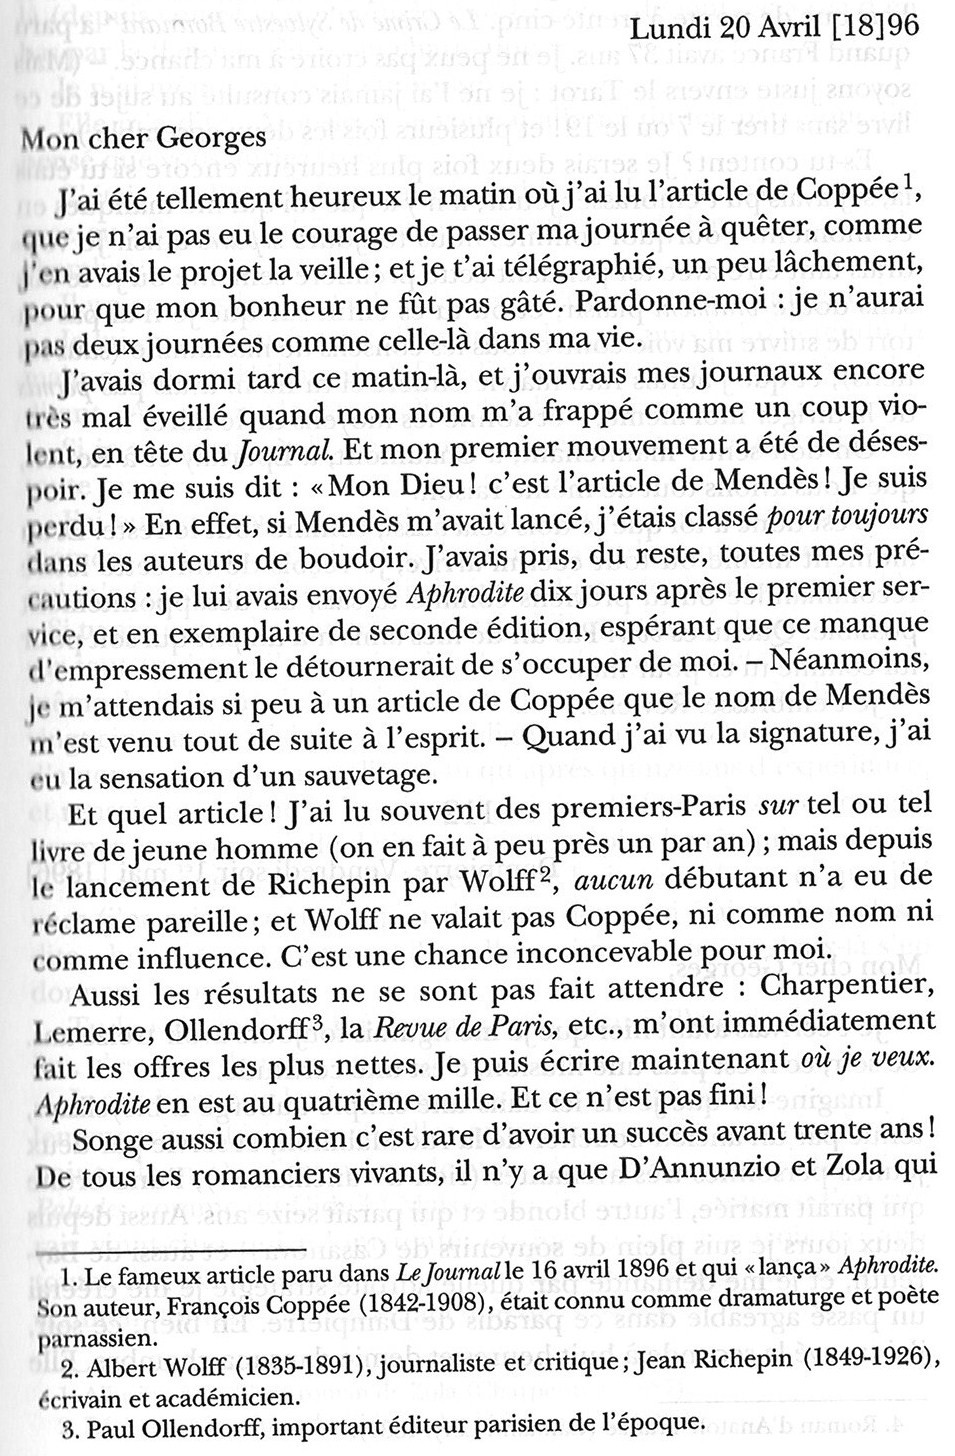 Lundi 20 Avril [18]96
Mon cher Georges
J'ai été tellement heureux le matin où j'ai lu l'article de Coppée¹,
que je n'ai pas eu le courage de passer ma journée à quêter, comme
j'en avais le projet la veille ; et je t'ai télégraphié, un peu lâchement,
pour que mon bonheur ne fût pas gâté. Pardonne-moi : je n'aurai
pas deux journées comme celle-là dans ma vie.
J'avais dormi tard ce matin-là, et j'ouvrais mes journaux encore
très mal éveillé quand mon nom m'a frappé comme un coup vio-
lent, en tête du Journal. Et mon premier mouvement a été de déses-
poir. Je me suis dit : « Mon Dieu ! c'est l'article de Mendès ! Je suis
perdu ! » En effet, si Mendès m'avait lancé, j'étais classé pour toujours
dans les auteurs de boudoir. J'avais pris, du reste, toutes mes pré-
cautions : je lui avais envoyé Aphrodite dix jours après le premier ser-
vice, et en exemplaire de seconde édition, espérant que ce manque
d'empressement le détournerait de s'occuper de moi. – Néanmoins,
je m'attendais si peu à un article de Coppée que le nom de Mendès
m'est venu tout de suite à l'esprit. – Quand j'ai vu la signature, j'ai
eu la sensation d'un sauvetage.
Et quel article ! J'ai lu souvent des premiers-Paris sur tel ou tel
livre de jeune homme (on en fait à peu près un par an) ; mais depuis
le lancement de Richepin par Wolff², aucun débutant n'a eu de
réclame pareille ; et Wolff ne valait pas Coppée, ni comme nom ni
comme influence. C'est une chance inconcevable pour moi.
Aussi les résultats ne se sont pas fait attendre : Charpentier,
Lemerre, Ollendorff³, la Revue de Paris, etc., m'ont immédiatement
fait les offres les plus nettes. Je puis écrire maintenant où je veux.
Aphrodite en est au quatrième mille. Et ce n'est pas fini !
Songe aussi combien c'est rare d'avoir un succès avant trente ans !
De tous les romanciers vivants, il n'y a que D'Annunzio et Zola qui
1. Le fameux article paru dans Le Journal le 16 avril 1896 et qui « lança » Aphrodite.
Son auteur, François Coppée (1842-1908), était connu comme dramaturge et poète
parnassien.
2. Albert Wolff (1835-1891), journaliste et critique ; Jean Richepin (1849-1926),
écrivain et académicien.
3. Paul Ollendorff, important éditeur parisien de l'époque.